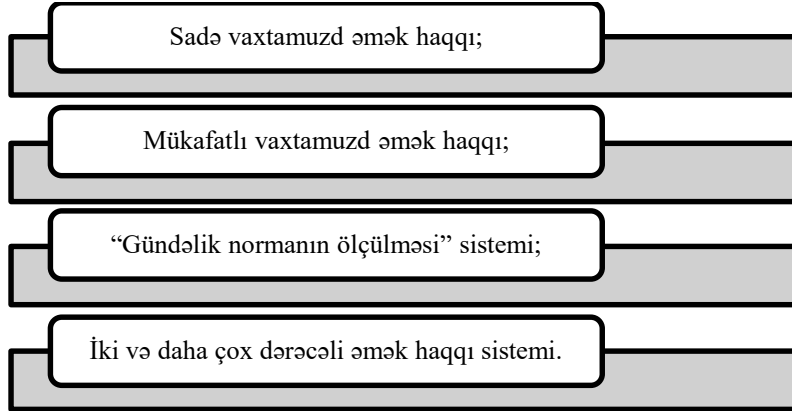 Sadə vaxtamuzd əmək haqqı;
Mükafatlı vaxtamuzd əmək haqqı;
“Gündəlik normanın ölçülməsi” sistemi;
İki və daha çox dərəcəli əmək haqqı sistemi.